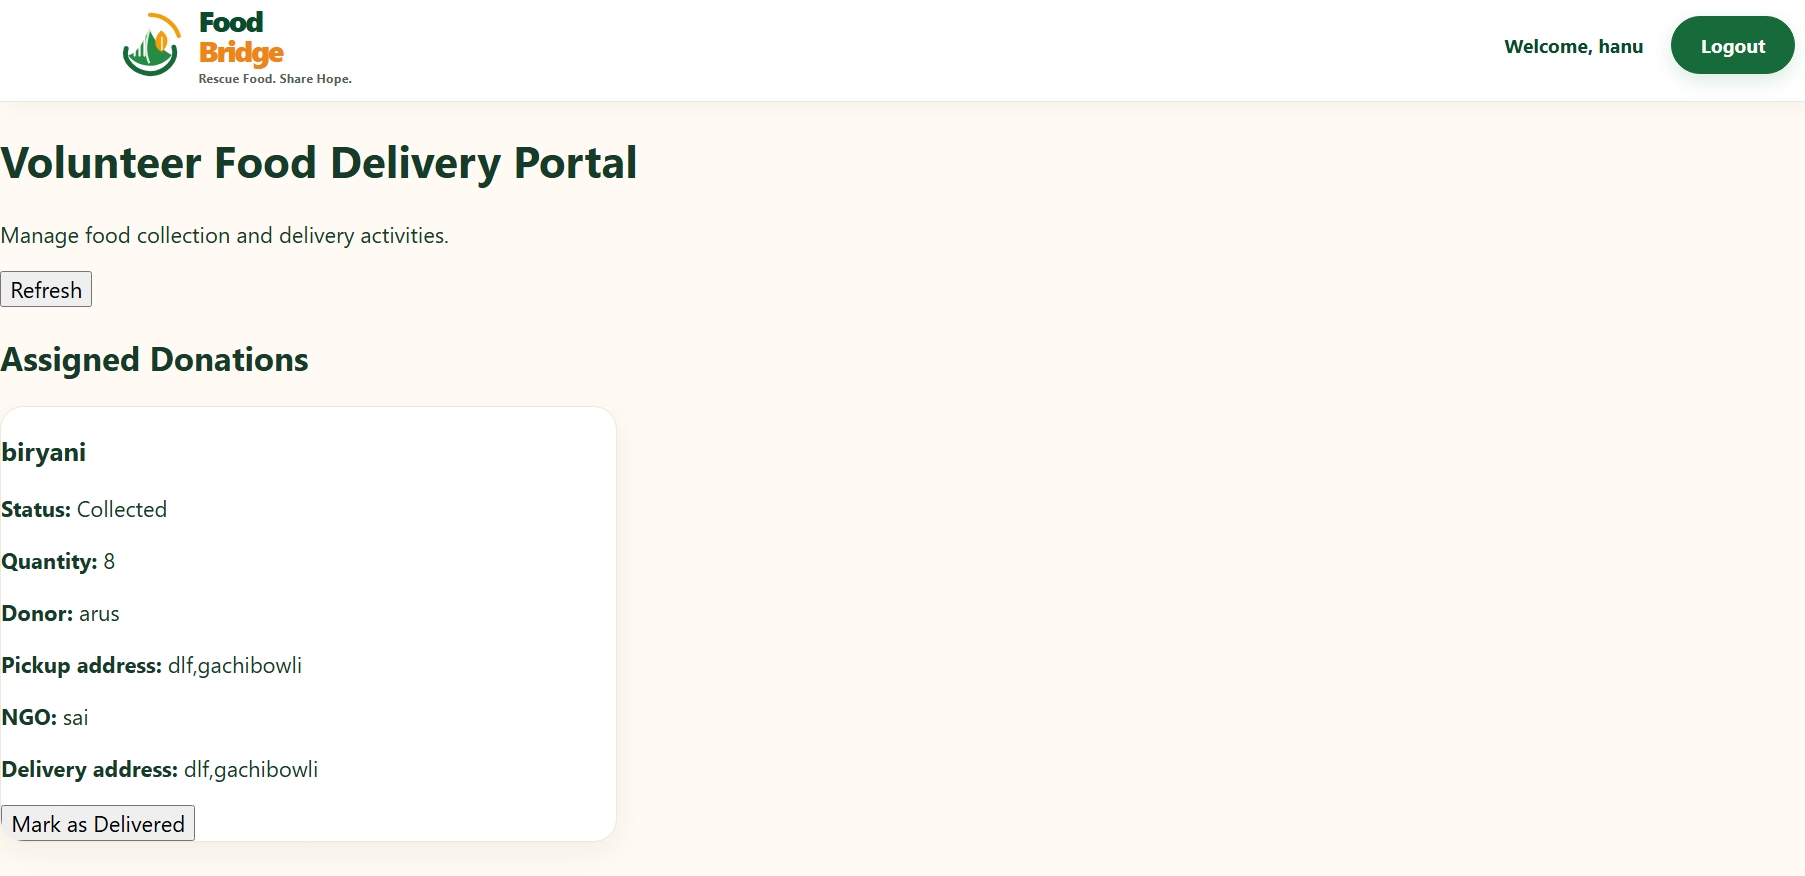 Food
Bridge
Rescue Food. Share Hope.
Welcome, hanu
Logout
Volunteer Food Delivery Portal
Manage food collection and delivery activities.
Refresh
Assigned Donations
biryani
Status: Collected
Quantity: 8
Donor: arus
Pickup address: dlf,gachibowli
NGO: sai
Delivery address: dlf,gachibowli
Mark as Delivered